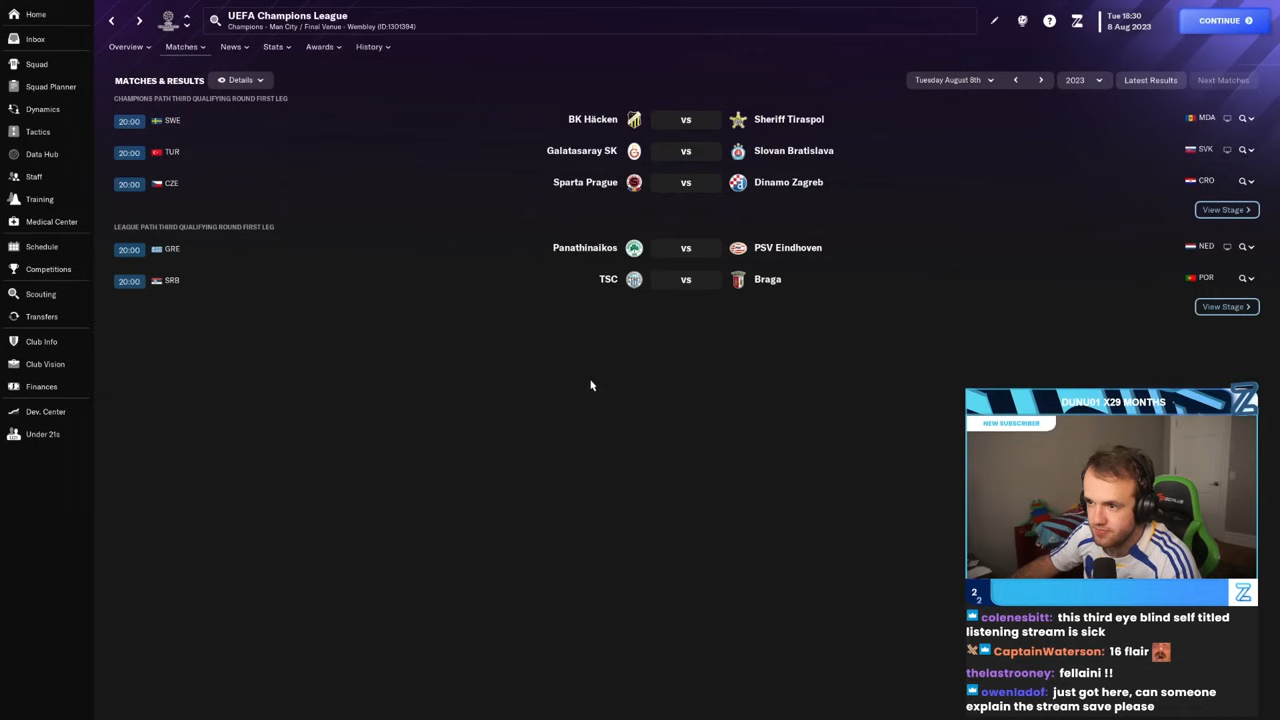 Home
UEFA Champions League
Champions - Man City / Final Venue - Wembley (ID:1301394)
Tue 18:30
8 Aug 2023
CONTINUE
Inbox
Overview
Matches
News
Stats
Awards
History
Squad
Squad Planner
MATCHES & RESULTS
Details
Tuesday August 8th
2023
Latest Results
Next Matches
Dynamics
CHAMPIONS PATH THIRD QUALIFYING ROUND FIRST LEG
Tactics
20:00 SWE BK Häcken vs Sheriff Tiraspol MDA
Data Hub
20:00 TUR Galatasaray SK vs Slovan Bratislava SVK
Staff
20:00 CZE Sparta Prague vs Dinamo Zagreb CRO
Training
View Stage
Medical Center
LEAGUE PATH THIRD QUALIFYING ROUND FIRST LEG
Schedule
20:00 GRE Panathinaikos vs PSV Eindhoven NED
Competitions
20:00 SRB TSC vs Braga POR
Scouting
View Stage
Transfers
Club Info
Club Vision
Finances
Dev. Center
Under 21s
DUNU01 X29 MONTHS
NEW SUBSCRIBER
2
2
Z
colenesbitt: this third eye blind self titled
listening stream is sick
CaptainWaterson: 16 flair
thelastrooney: fellaini !!
owenladof: just got here, can someone
explain the stream save please